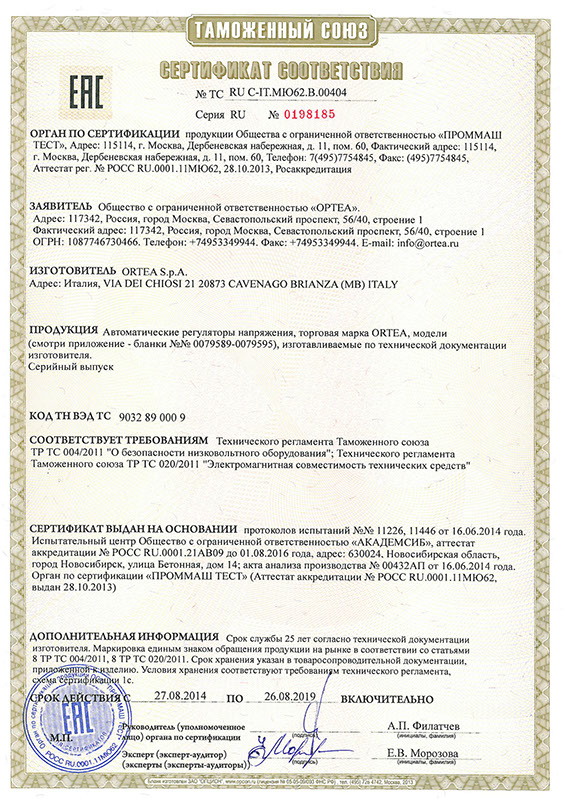 ТАМОЖЕННЫЙ СОЮЗ
СЕРТИФИКАТ СООТВЕТСТВИЯ
ЕАС
№ ТС RU C-IT.МЮ62.В.00404
Серия RU № 0198185
ОРГАН ПО СЕРТИФИКАЦИИ продукции Общества с ограниченной ответственностью «ПРОММАШ
ТЕСТ», Адрес: 115114, г. Москва, Дербеневская набережная, д. 11, пом. 60, Фактический адрес: 115114,
г. Москва, Дербеневская набережная, д. 11, пом. 60, Телефон: 7(495)7754845, Факс: (495)7754845,
Аттестат рег. № РОСС RU.0001.11МЮ62, 28.10.2013, Росаккредитация
ЗАЯВИТЕЛЬ Общество с ограниченной ответственностью «ОРТЕА».
Адрес: 117342, Россия, город Москва, Севастопольский проспект, 56/40, строение 1
Фактический адрес: 117342, Россия, город Москва, Севастопольский проспект, 56/40, строение 1
ОГРН: 1087746730466. Телефон: +74953349944. Факс: +74953349944. E-mail: info@ortea.ru
ИЗГОТОВИТЕЛЬ ORTEA S.p.A.
Адрес: Италия, VIA DEI CHIOSI 21 20873 CAVENAGO BRIANZA (MB) ITALY
ПРОДУКЦИЯ Автоматические регуляторы напряжения, торговая марка ORTEA, модели
(смотри приложение - бланки №№ 0079589-0079595), изготавливаемые по технической документации
изготовителя.
Серийный выпуск
КОД ТН ВЭД ТС 9032 89 000 9
СООТВЕТСТВУЕТ ТРЕБОВАНИЯМ Технического регламента Таможенного союза
ТР ТС 004/2011 "О безопасности низковольтного оборудования"; Технического регламента
Таможенного союза ТР ТС 020/2011 "Электромагнитная совместимость технических средств"
СЕРТИФИКАТ ВЫДАН НА ОСНОВАНИИ протоколов испытаний №№ 11226, 11446 от 16.06.2014 года.
Испытательный центр Общество с ограниченной ответственностью «АКАДЕМСИБ», аттестат
аккредитации № РОСС RU.0001.21АВ09 до 01.08.2016 года, адрес: 630024, Новосибирская область,
город Новосибирск, улица Бетонная, дом 14; акта анализа производства № 00432АП от 16.06.2014 года.
Орган по сертификации «ПРОММАШ ТЕСТ» (Аттестат аккредитации № РОСС RU.0001.11МЮ62,
выдан 28.10.2013)
ДОПОЛНИТЕЛЬНАЯ ИНФОРМАЦИЯ Срок службы 25 лет согласно технической документации
изготовителя. Маркировка единым знаком обращения продукции на рынке в соответствии со статьями
8 ТР ТС 004/2011, 8 ТР ТС 020/2011. Срок хранения указан в товаросопроводительной документации,
приложенной к изделию. Условия хранения соответствуют требованиям технического регламента,
схема сертификации 1с.
СРОК ДЕЙСТВИЯ С 27.08.2014 ПО 26.08.2019 ВКЛЮЧИТЕЛЬНО
ЕАС
М.П.
РОСС RU.0001.11МЮ62
Руководитель (уполномоченное
лицо) органа по сертификации
(подпись)
А.П. Филатчев
(инициалы, фамилия)
Эксперт (эксперт-аудитор)
(эксперты (эксперты-аудиторы))
(подпись)
Е.В. Морозова
(инициалы, фамилия)